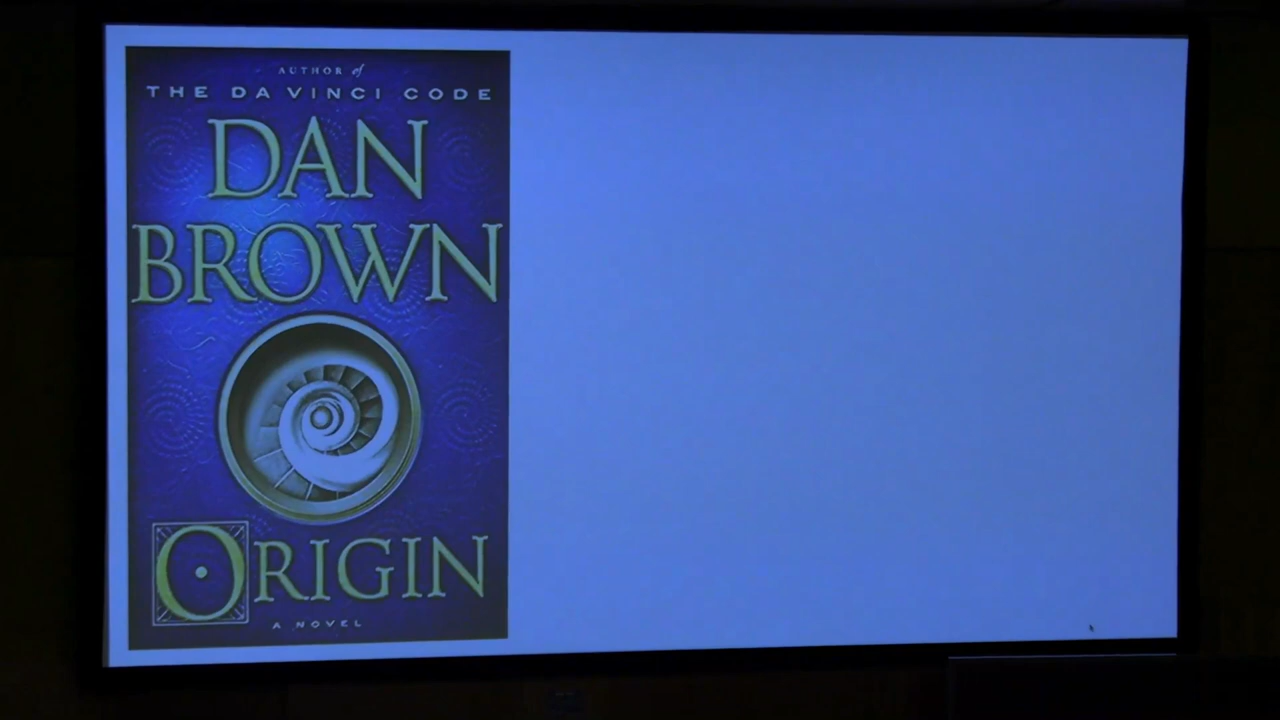 AUTHOR of
THE DA VINCI CODE
DAN
BROWN
ORIGIN
A NOVEL